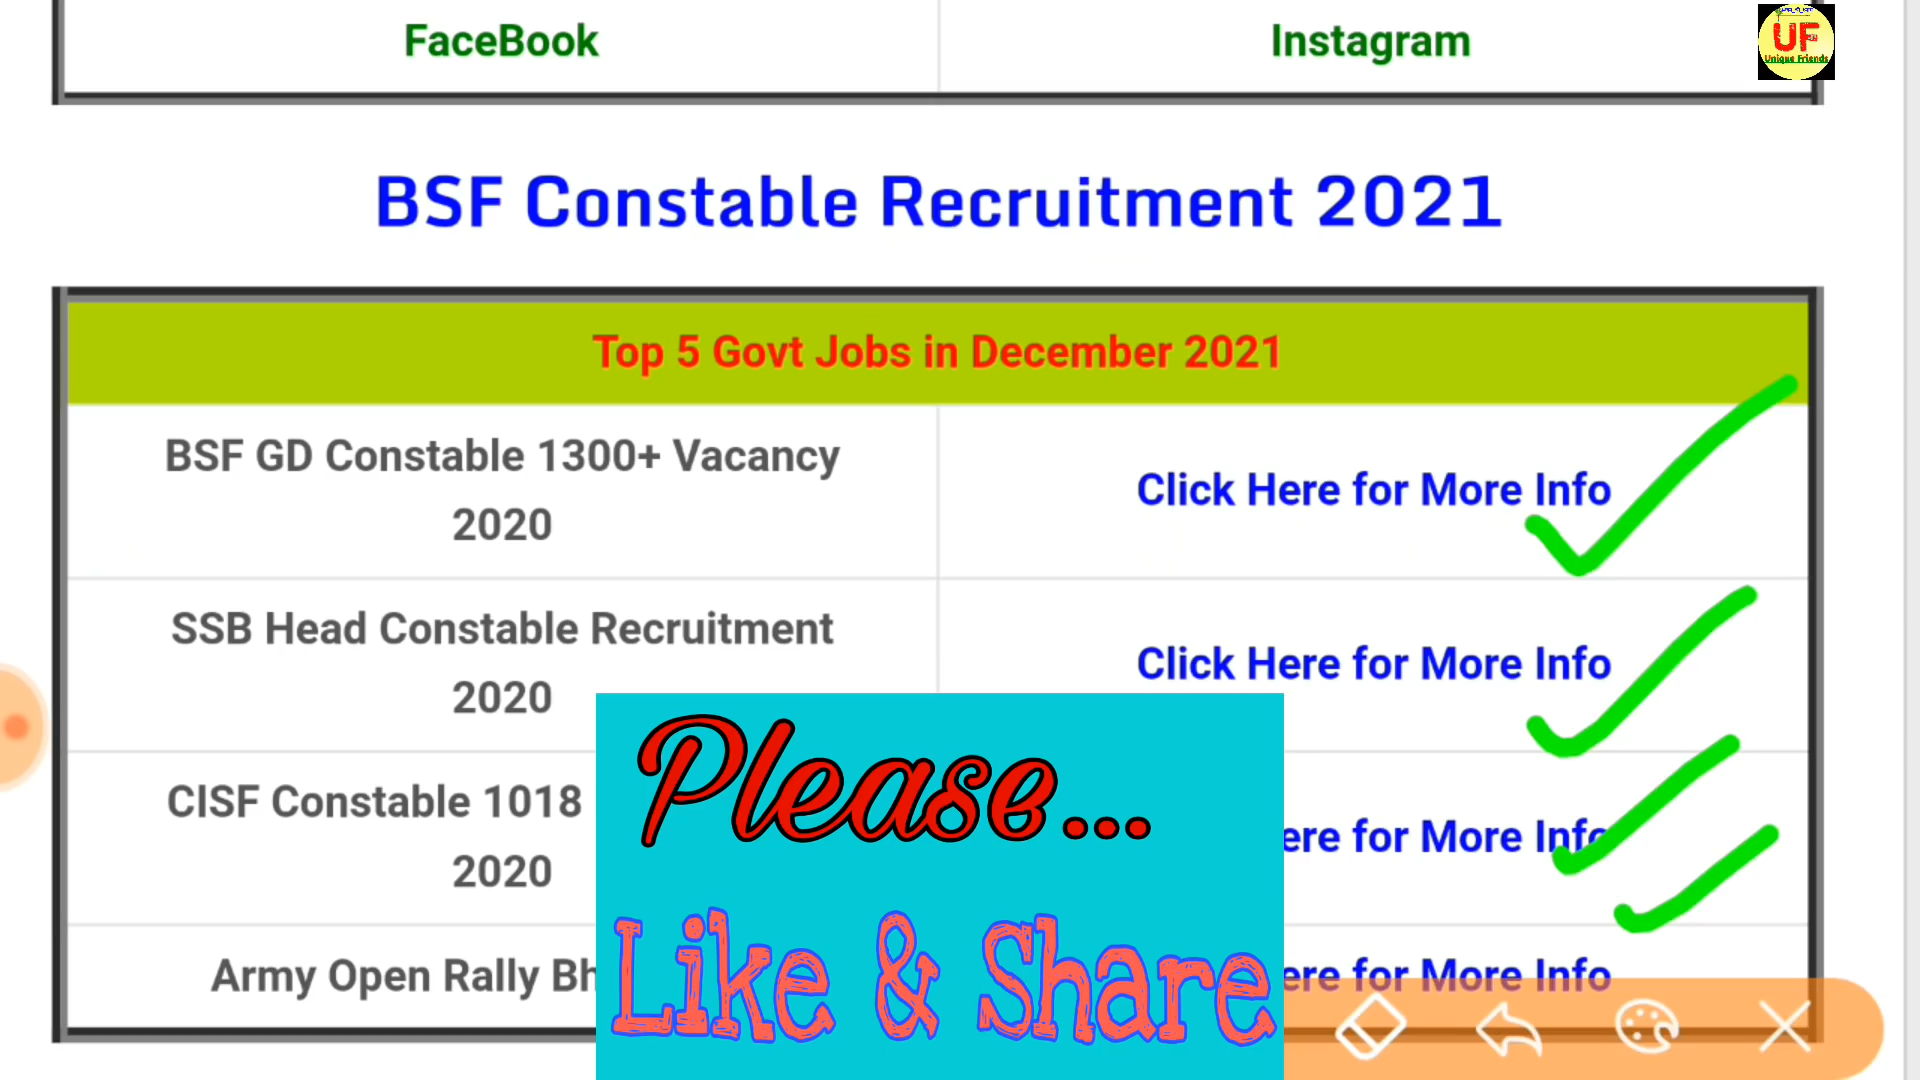 FaceBook
Instagram
UF
Unique Friends
BSF Constable Recruitment 2021
Top 5 Govt Jobs in December 2021
BSF GD Constable 1300+ Vacancy
2020
Click Here for More Info
SSB Head Constable Recruitment
2020
Click Here for More Info
CISF Constable 1018
2020
ere for More Info
Army Open Rally Bh
ere for More Info
Please...
Like & Share